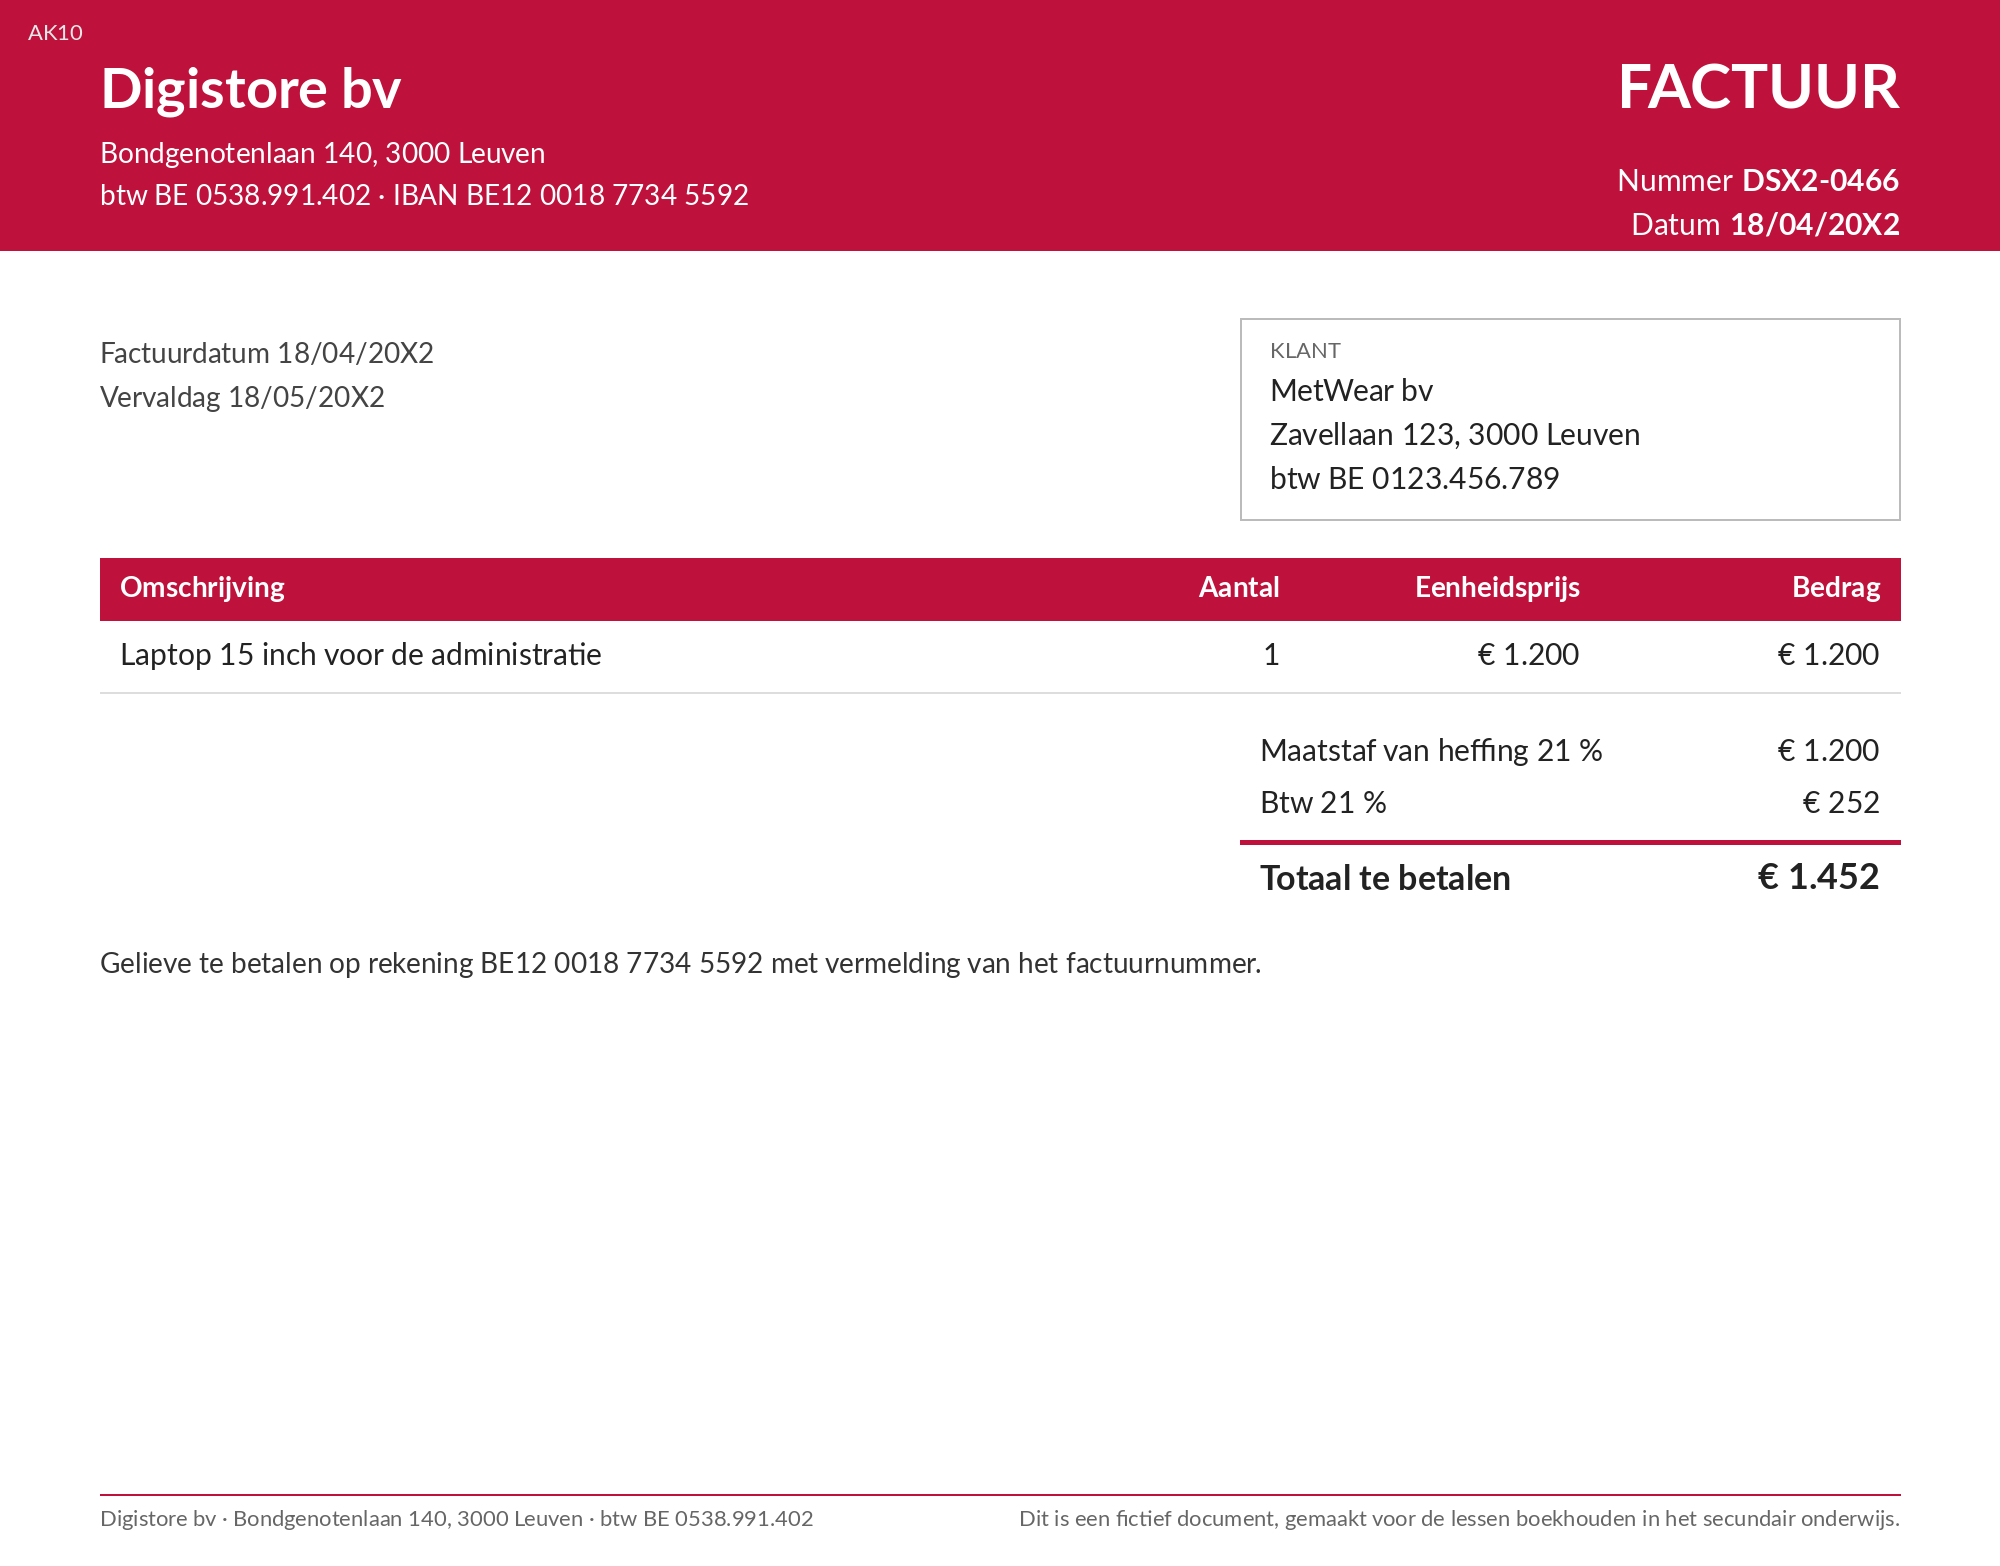 AK10
Digistore bv
FACTUUR
Bondgenotenlaan 140, 3000 Leuven
btw BE 0538.991.402 · IBAN BE12 0018 7734 5592
Nummer DSX2-0466
Datum 18/04/20X2
Factuurdatum 18/04/20X2
Vervaldag 18/05/20X2
KLANT
MetWear bv
Zavellaan 123, 3000 Leuven
btw BE 0123.456.789
Omschrijving Aantal Eenheidsprijs Bedrag
Laptop 15 inch voor de administratie 1 € 1.200 € 1.200
Maatstaf van heffing 21 % € 1.200
Btw 21 % € 252
Totaal te betalen € 1.452
Gelieve te betalen op rekening BE12 0018 7734 5592 met vermelding van het factuurnummer.
Digistore bv · Bondgenotenlaan 140, 3000 Leuven · btw BE 0538.991.402 Dit is een fictief document, gemaakt voor de lessen boekhouden in het secundair onderwijs.